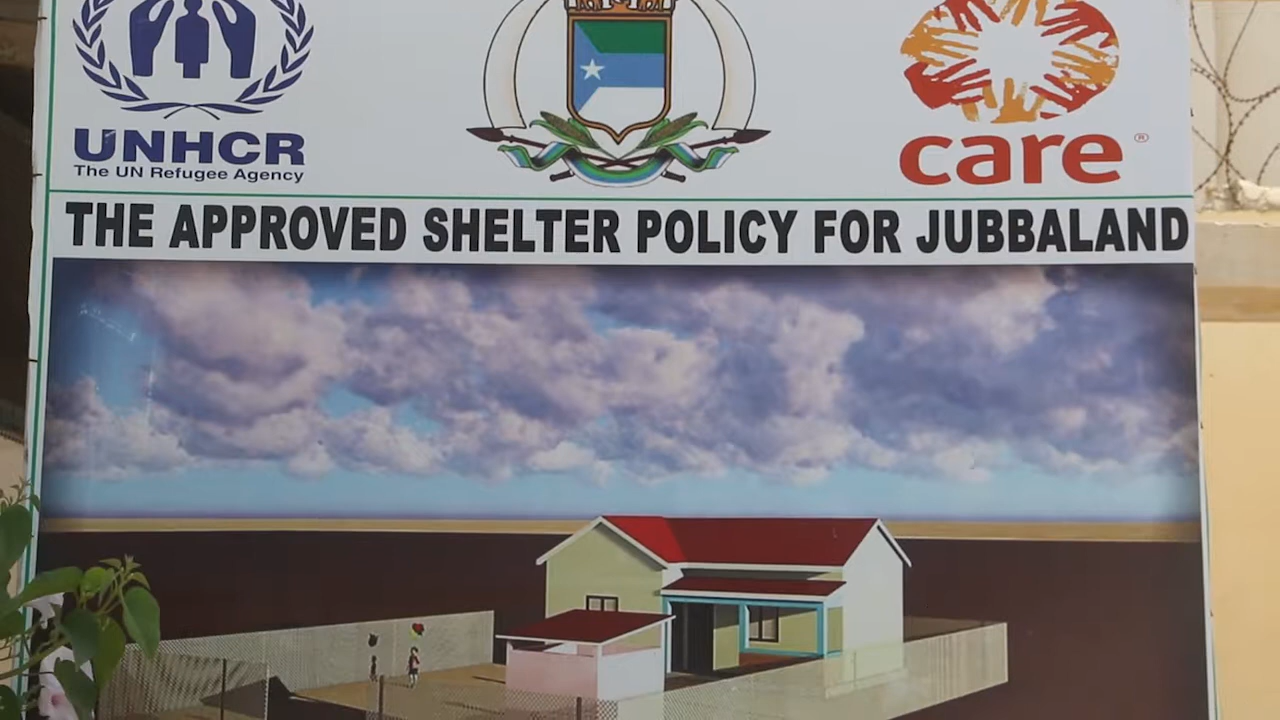 UNHCR
The UN Refugee Agency
care®
THE APPROVED SHELTER POLICY FOR JUBBALAND